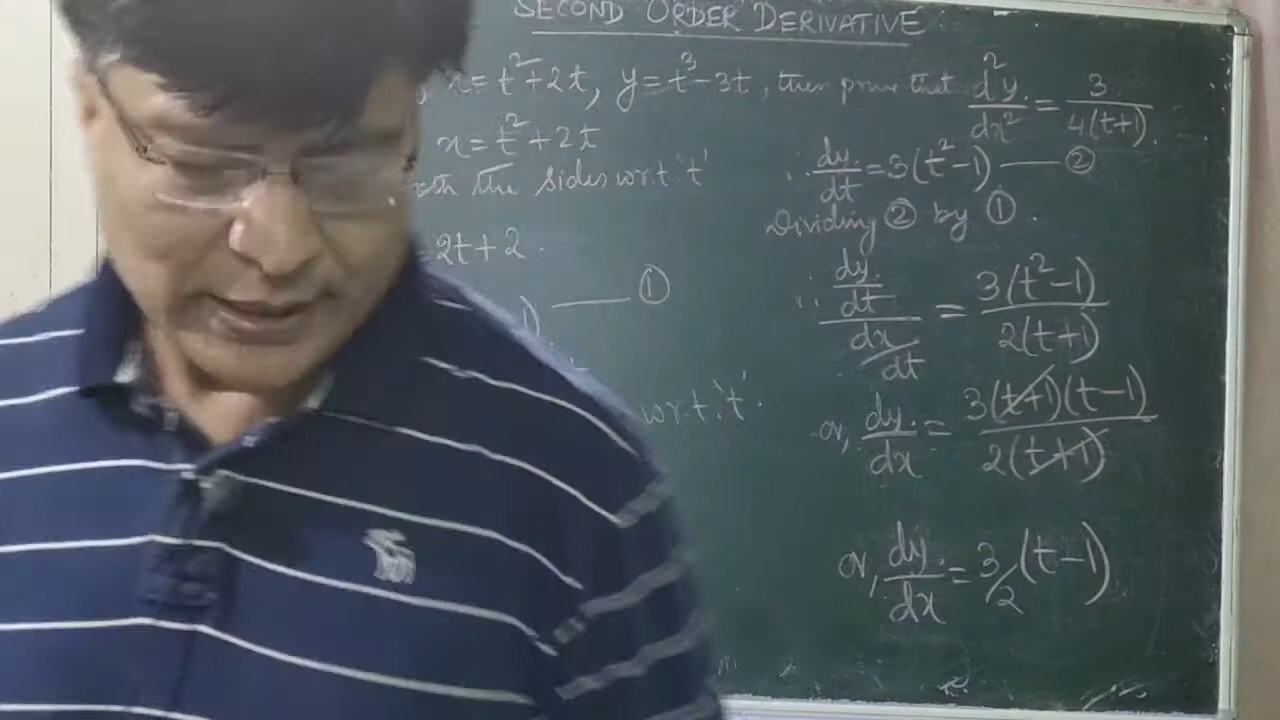 SECOND ORDER DERIVATIVE
x = t² + 2t, y = t³ - 3t, then prove that d²y/dx² = 3/4(t+1).
x = t² + 2t
the sides w.r.t. 't'
= 2t + 2.
) —— ①
w.r.t. 't'.
∴ dy/dt = 3(t² - 1) —— ②
Dividing ② by ①.
∴ (dy/dt)/(dx/dt) = 3(t² - 1)/2(t+1)
or, dy/dx = 3(t+1)(t-1)/2(t+1)
or, dy/dx = 3/2 (t-1)